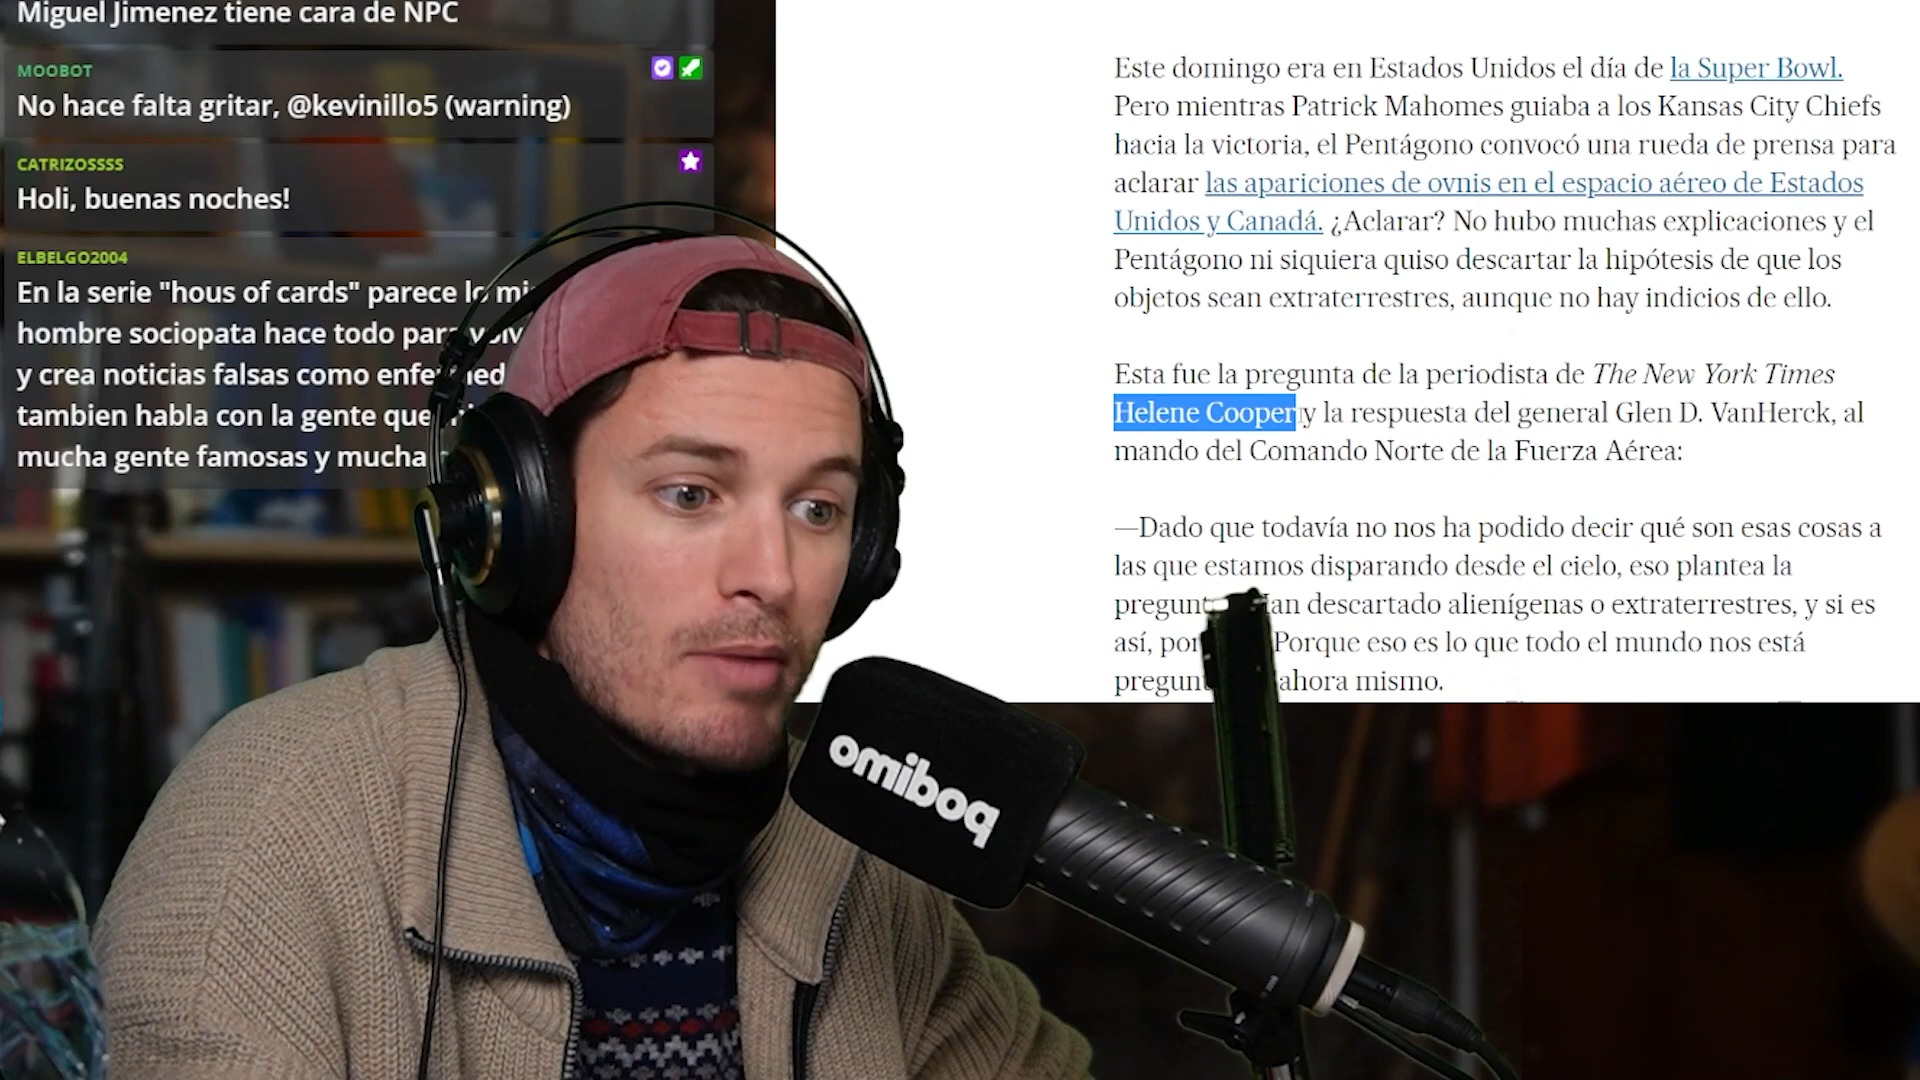 Miguel Jimenez tiene cara de NPC
MOOBOT
No hace falta gritar, @kevinillo5 (warning)
CATRIZOSSSS
Holi, buenas noches!
ELBELGO2004
En la serie "hous of cards" parece lo
hombre sociopata hace todo para
y crea noticias falsas como
tambien habla con la gente que
mucha gente famosas y mucha
Este domingo era en Estados Unidos el día de la Super Bowl.
Pero mientras Patrick Mahomes guiaba a los Kansas City Chiefs
hacia la victoria, el Pentágono convocó una rueda de prensa para
aclarar las apariciones de ovnis en el espacio aéreo de Estados
Unidos y Canadá. ¿Aclarar? No hubo muchas explicaciones y el
Pentágono ni siquiera quiso descartar la hipótesis de que los
objetos sean extraterrestres, aunque no hay indicios de ello.
Esta fue la pregunta de la periodista de The New York Times
Helene Cooper y la respuesta del general Glen D. VanHerck, al
mando del Comando Norte de la Fuerza Aérea:
—Dado que todavía no nos ha podido decir qué son esas cosas a
las que estamos disparando desde el cielo, eso plantea la
descartado alienígenas o extraterrestres, y si es
así, Porque eso es lo que todo el mundo nos está
ahora mismo.
podimo